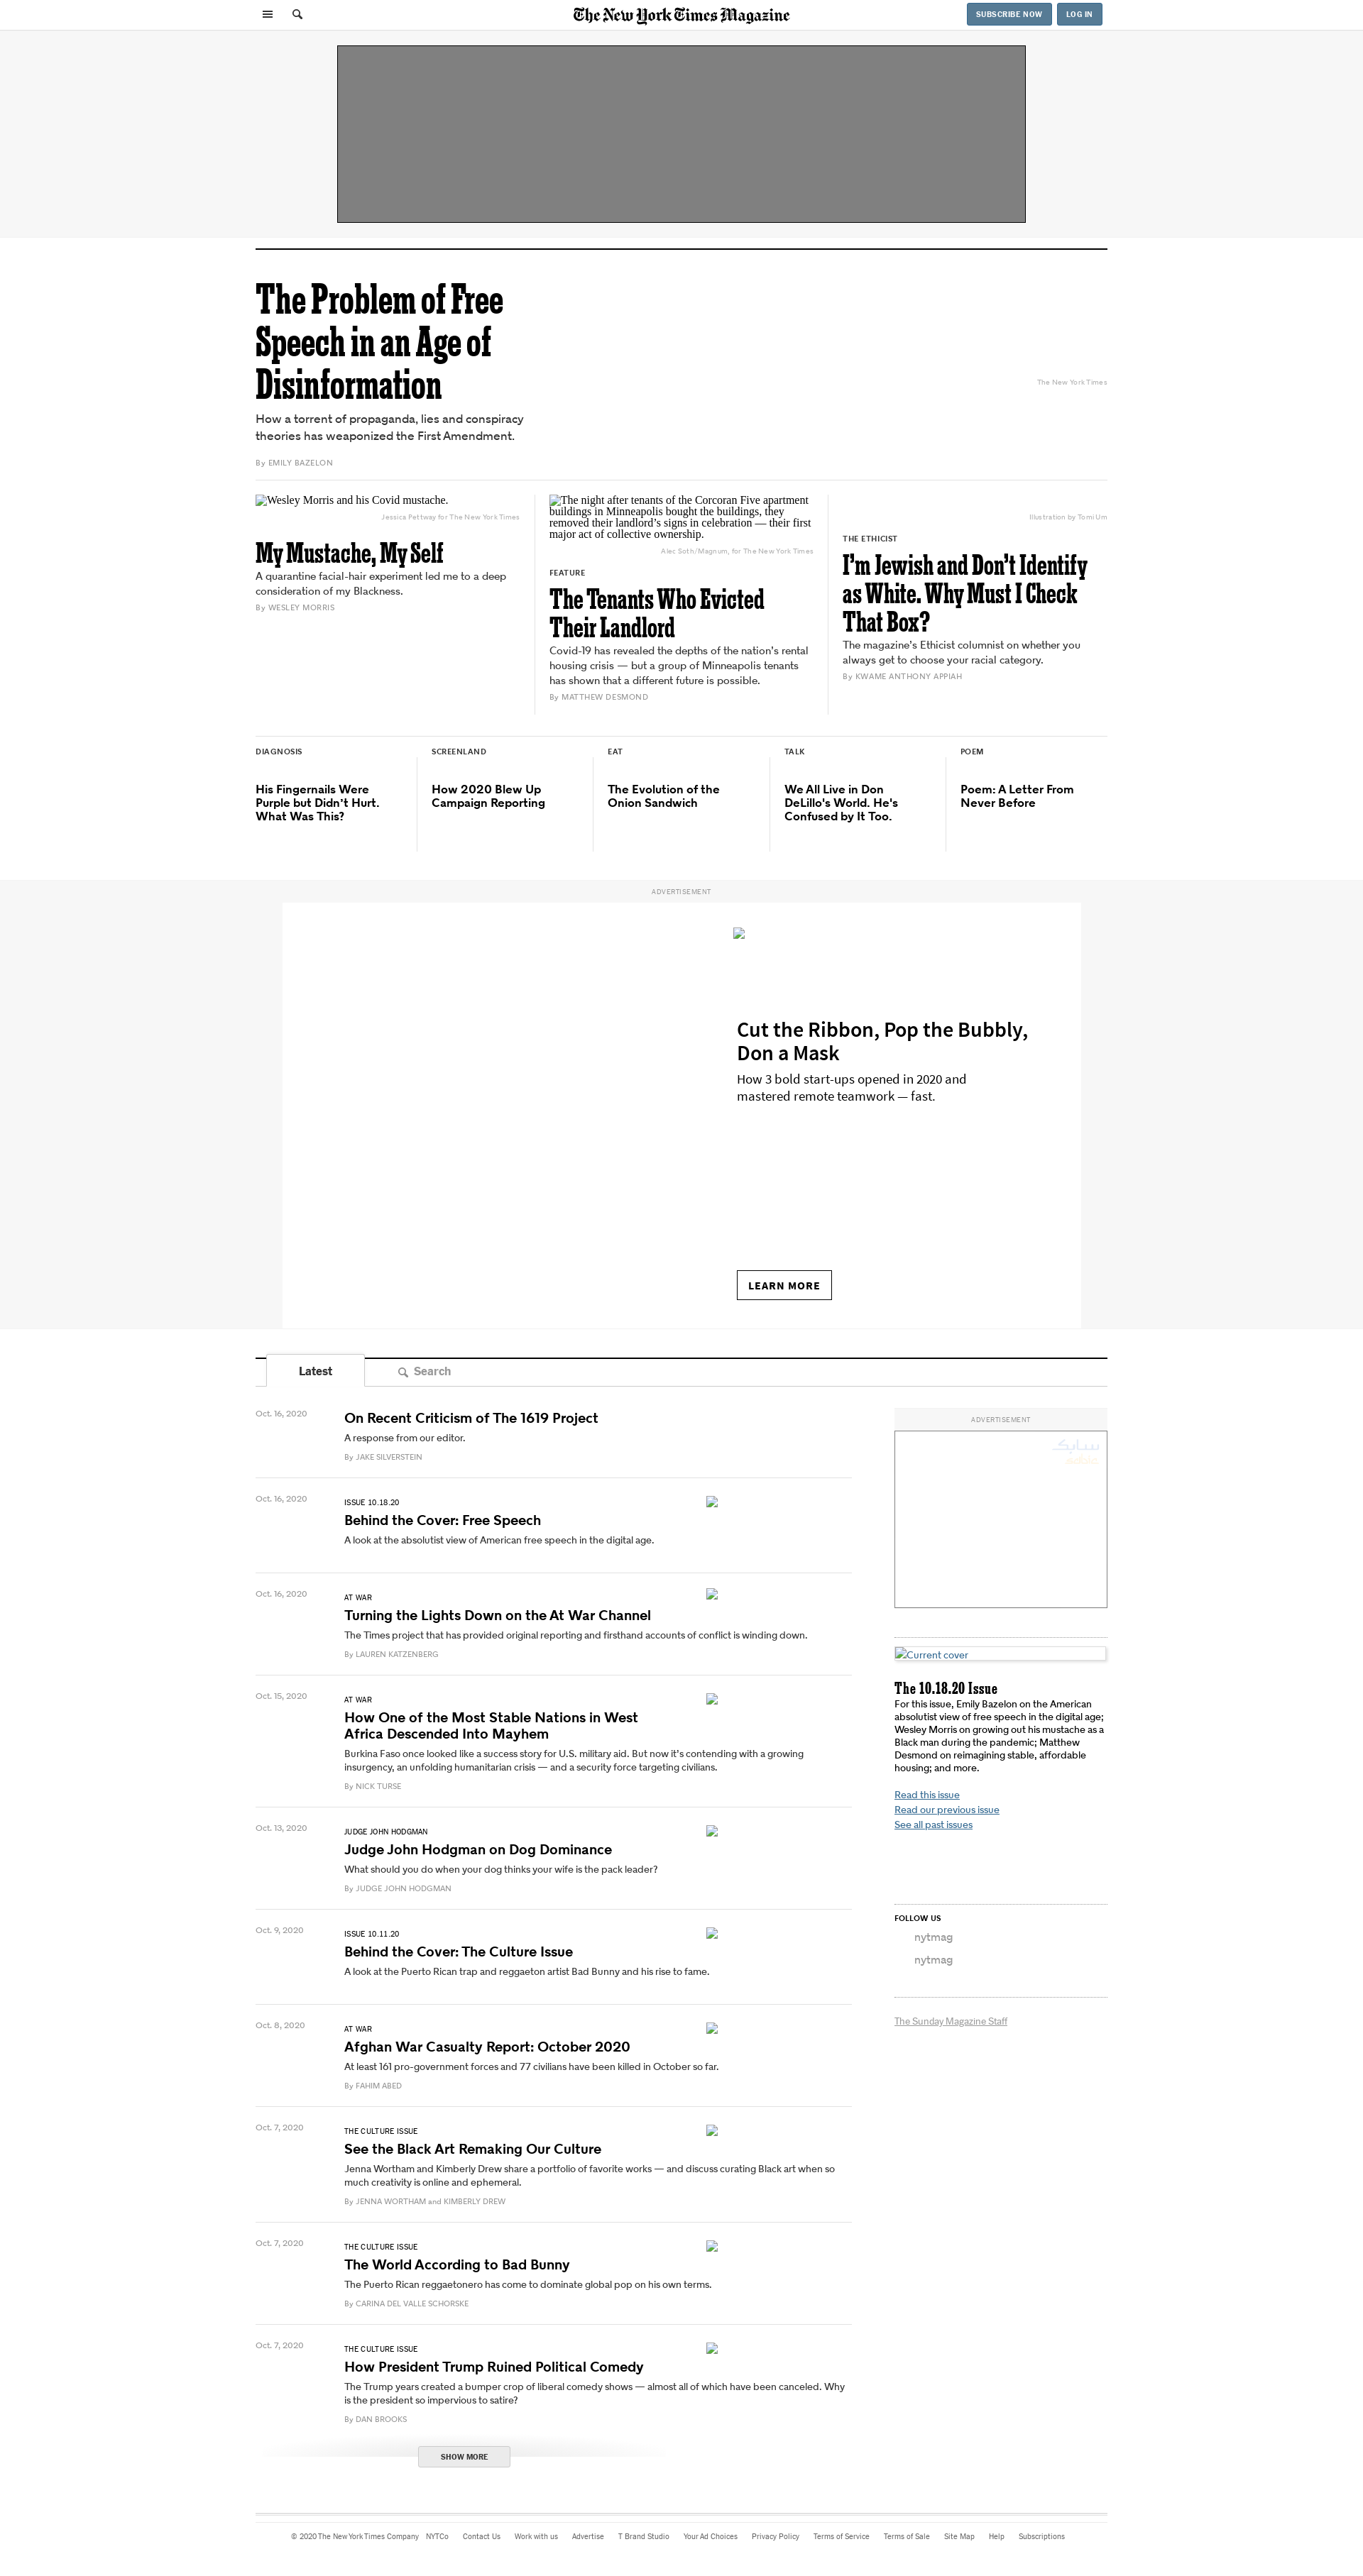 The New York Times Magazine
SUBSCRIBE NOW
LOG IN
The Problem of Free
Speech in an Age of
Disinformation
How a torrent of propaganda, lies and conspiracy
theories has weaponized the First Amendment.
By EMILY BAZELON
The New York Times
Wesley Morris and his Covid mustache.
Jessica Pettway for The New York Times
My Mustache, My Self
A quarantine facial-hair experiment led me to a deep
consideration of my Blackness.
By WESLEY MORRIS
The night after tenants of the Corcoran Five apartment
buildings in Minneapolis bought the buildings, they
removed their landlord’s signs in celebration — their first
major act of collective ownership.
Alec Soth/Magnum, for The New York Times
FEATURE
The Tenants Who Evicted
Their Landlord
Covid-19 has revealed the depths of the nation’s rental
housing crisis — but a group of Minneapolis tenants
has shown that a different future is possible.
By MATTHEW DESMOND
Illustration by Tomi Um
THE ETHICIST
I’m Jewish and Don’t Identify
as White. Why Must I Check
That Box?
The magazine’s Ethicist columnist on whether you
always get to choose your racial category.
By KWAME ANTHONY APPIAH
DIAGNOSIS
His Fingernails Were
Purple but Didn’t Hurt.
What Was This?
SCREENLAND
How 2020 Blew Up
Campaign Reporting
EAT
The Evolution of the
Onion Sandwich
TALK
We All Live in Don
DeLillo's World. He's
Confused by It Too.
POEM
Poem: A Letter From
Never Before
ADVERTISEMENT
Cut the Ribbon, Pop the Bubbly,
Don a Mask
How 3 bold start-ups opened in 2020 and
mastered remote teamwork — fast.
LEARN MORE
Latest
Search
Oct. 16, 2020
On Recent Criticism of The 1619 Project
A response from our editor.
By JAKE SILVERSTEIN
Oct. 16, 2020
ISSUE 10.18.20
Behind the Cover: Free Speech
A look at the absolutist view of American free speech in the digital age.
Oct. 16, 2020
AT WAR
Turning the Lights Down on the At War Channel
The Times project that has provided original reporting and firsthand accounts of conflict is winding down.
By LAUREN KATZENBERG
Oct. 15, 2020
AT WAR
How One of the Most Stable Nations in West
Africa Descended Into Mayhem
Burkina Faso once looked like a success story for U.S. military aid. But now it’s contending with a growing
insurgency, an unfolding humanitarian crisis — and a security force targeting civilians.
By NICK TURSE
Oct. 13, 2020
JUDGE JOHN HODGMAN
Judge John Hodgman on Dog Dominance
What should you do when your dog thinks your wife is the pack leader?
By JUDGE JOHN HODGMAN
Oct. 9, 2020
ISSUE 10.11.20
Behind the Cover: The Culture Issue
A look at the Puerto Rican trap and reggaeton artist Bad Bunny and his rise to fame.
Oct. 8, 2020
AT WAR
Afghan War Casualty Report: October 2020
At least 161 pro-government forces and 77 civilians have been killed in October so far.
By FAHIM ABED
Oct. 7, 2020
THE CULTURE ISSUE
See the Black Art Remaking Our Culture
Jenna Wortham and Kimberly Drew share a portfolio of favorite works — and discuss curating Black art when so
much creativity is online and ephemeral.
By JENNA WORTHAM and KIMBERLY DREW
Oct. 7, 2020
THE CULTURE ISSUE
The World According to Bad Bunny
The Puerto Rican reggaetonero has come to dominate global pop on his own terms.
By CARINA DEL VALLE SCHORSKE
Oct. 7, 2020
THE CULTURE ISSUE
How President Trump Ruined Political Comedy
The Trump years created a bumper crop of liberal comedy shows — almost all of which have been canceled. Why
is the president so impervious to satire?
By DAN BROOKS
SHOW MORE
ADVERTISEMENT
سابك
Current cover
The 10.18.20 Issue
For this issue, Emily Bazelon on the American
absolutist view of free speech in the digital age;
Wesley Morris on growing out his mustache as a
Black man during the pandemic; Matthew
Desmond on reimagining stable, affordable
housing; and more.
Read this issue
Read our previous issue
See all past issues
FOLLOW US
nytmag
nytmag
The Sunday Magazine Staff
© 2020 The New York Times Company NYTCo Contact Us Work with us Advertise T Brand Studio Your Ad Choices Privacy Policy Terms of Service Terms of Sale Site Map Help Subscriptions